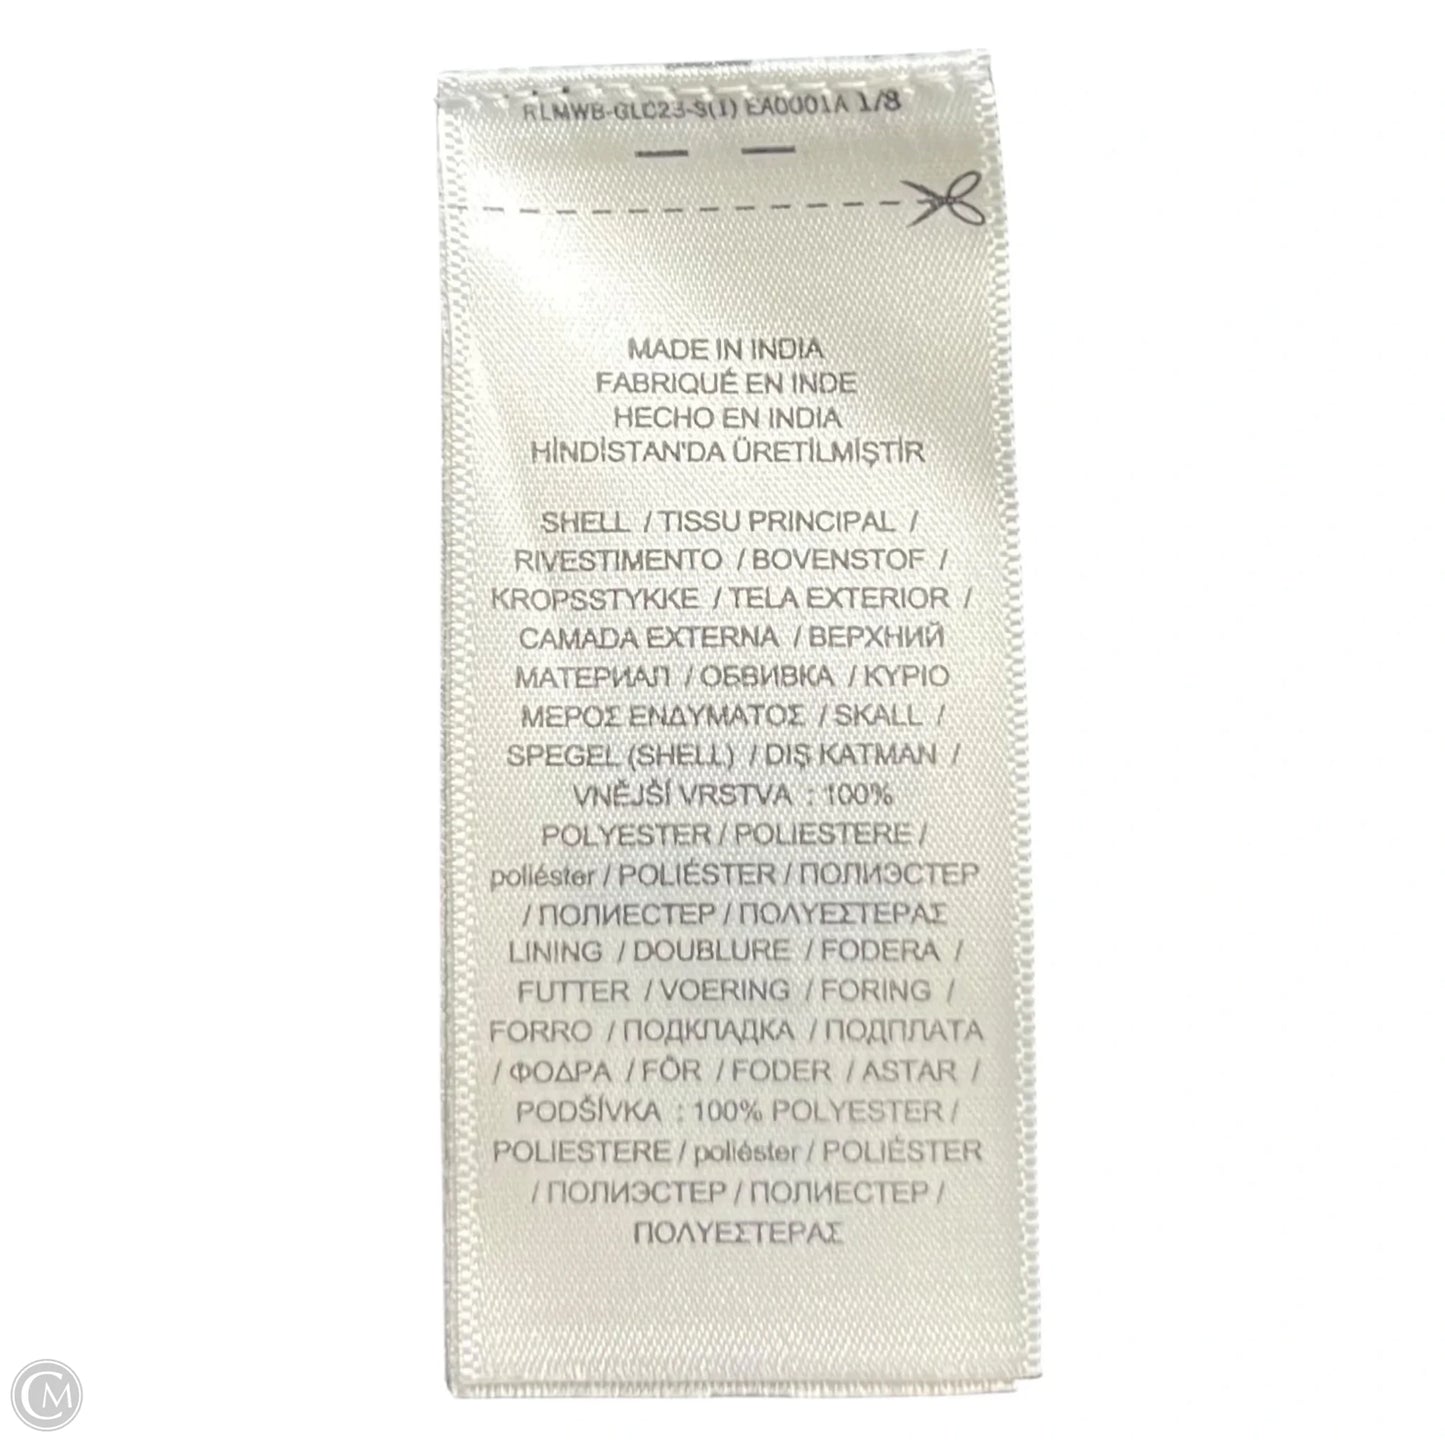 RLMWB-GLC23-S(1) EA0001A 1/8
MADE IN INDIA
FABRIQUÉ EN INDE
HECHO EN INDIA
HİNDİSTAN'DA ÜRETİLMİŞTİR
SHELL / TISSU PRINCIPAL /
RIVESTIMENTO / BOVENSTOF /
KROPSSTYKKE / TELA EXTERIOR /
CAMADA EXTERNA / ВЕРХНИЙ
МАТЕРИАЛ / ОБВИВКА / ΚΥΡΙΟ
ΜΕΡΟΣ ΕΝΔΥΜΑΤΟΣ / SKALL /
SPEGEL (SHELL) / DIŞ KATMAN /
VNĚJŠÍ VRSTVA : 100%
POLYESTER / POLIESTERE /
poliéster / POLIÉSTER / ПОЛИЭСТЕР
/ ПОЛИЕСТЕР / ΠΟΛΥΕΣΤΕΡΑΣ
LINING / DOUBLURE / FODERA /
FUTTER / VOERING / FORING /
FORRO / ПОДКЛАДКА / ПОДПЛАТА
/ ΦΟΔΡΑ / FÔR / FODER / ASTAR /
PODŠÍVKA : 100% POLYESTER /
POLIESTERE / poliéster / POLIÉSTER
/ ПОЛИЭСТЕР / ПОЛИЕСТЕР /
ΠΟΛΥΕΣΤΕΡΑΣ
CM